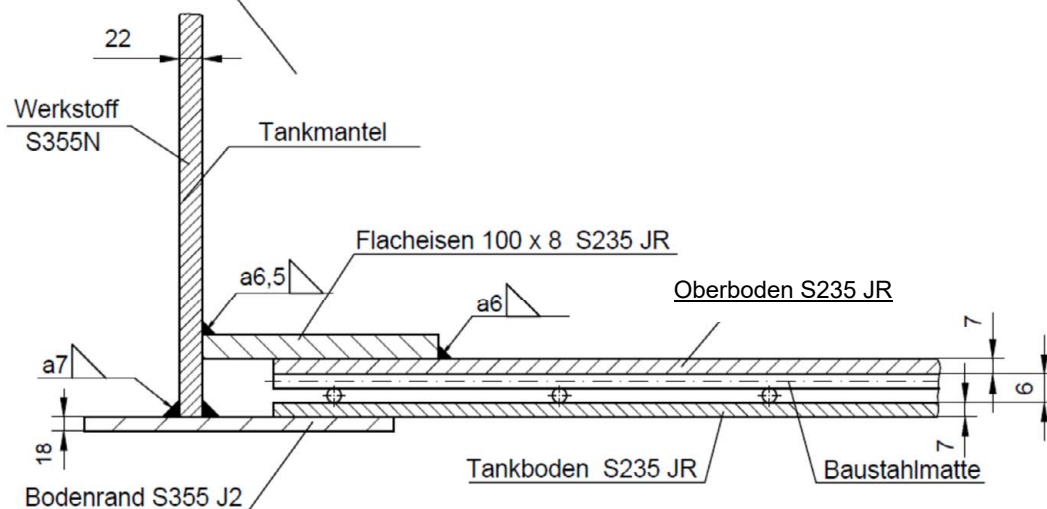 22
Werkstoff
S355N
Tankmantel
Flacheisen 100 x 8 S235 JR
a6,5
a6
Oberboden S235 JR
7
6
a7
18
7
Tankboden S235 JR
Baustahlmatte
Bodenrand S355 J2